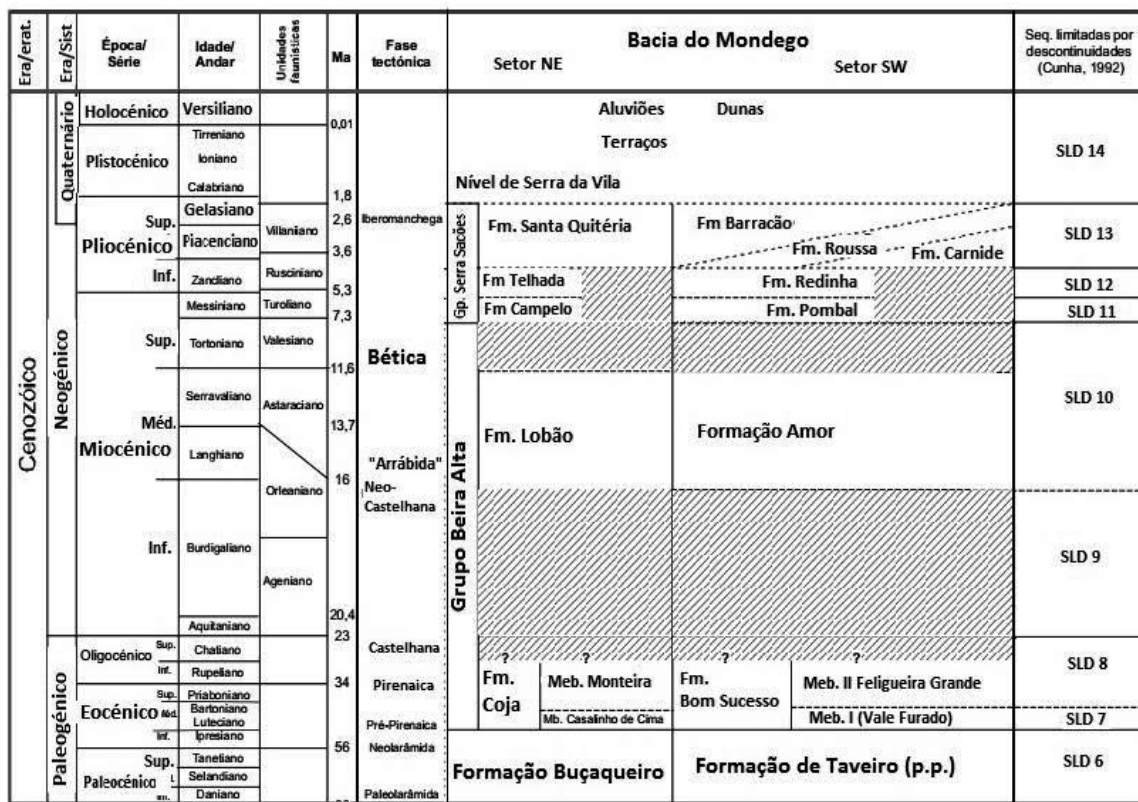 Era/erat.
Era/Sist
Época/
Série
Idade/
Andar
Unidades
faunísticas
Ma
Fase
tectónica
Bacia do Mondego
Setor NE
Setor SW
Seq. limitadas por
descontinuidades
(Cunha, 1992)
Cenozóico
Quaternário
Neogénico
Paleogénico
Holocénico
Versiliano
0,01
Aluviões
Dunas
Plistocénico
Tirreniano
Ioniano
Calabriano
1,8
Terraços
Nível de Serra da Vila
SLD 14
Sup.
Pliocénico
Inf.
Gelasiano
Piacenciano
Zancliano
Villaniiano
Rusciniano
2,6
3,6
5,3
Iberomanchega
Gp. Serra Sacões
Fm. Santa Quitéria
Fm Barracão
Fm. Roussa
Fm. Carnide
SLD 13
Fm Telhada
Fm. Redinha
SLD 12
Messiniano
Turoliano
7,3
Fm Campelo
Fm. Pombal
SLD 11
Sup.
Tortoniano
Valesiano
11,6
Bética
Méd.
Miocénico
Serravaliano
Astaraciano
13,7
Grupo Beira Alta
Fm. Lobão
Formação Amor
SLD 10
Langhiano
16
"Arrábida"
Neo-
Castelhana
Orleaniano
Inf.
Burdigaliano
Ageniano
20,4
SLD 9
Aquitaniano
23
Oligocénico
Sup.
Chatiano
Castelhana
? ? ? ?
Inf.
Rupeliano
34
Pirenaica
Fm.
Coja
Meb. Monteira
Fm.
Bom Sucesso
Meb. II Feligueira Grande
SLD 8
Eocénico
Sup.
Priaboniano
Bartoniano
Luteciano
Inf.
Ipresiano
Pré-Pirenaica
Mb. Casalinho de Cima
Meb. I (Vale Furado)
SLD 7
56
Neolarâmida
Sup.
Paleocénico
Tanetiano
Selandiano
Daniano
Paleolarâmida
Formação Buçaqueiro
Formação de Taveiro (p.p.)
SLD 6